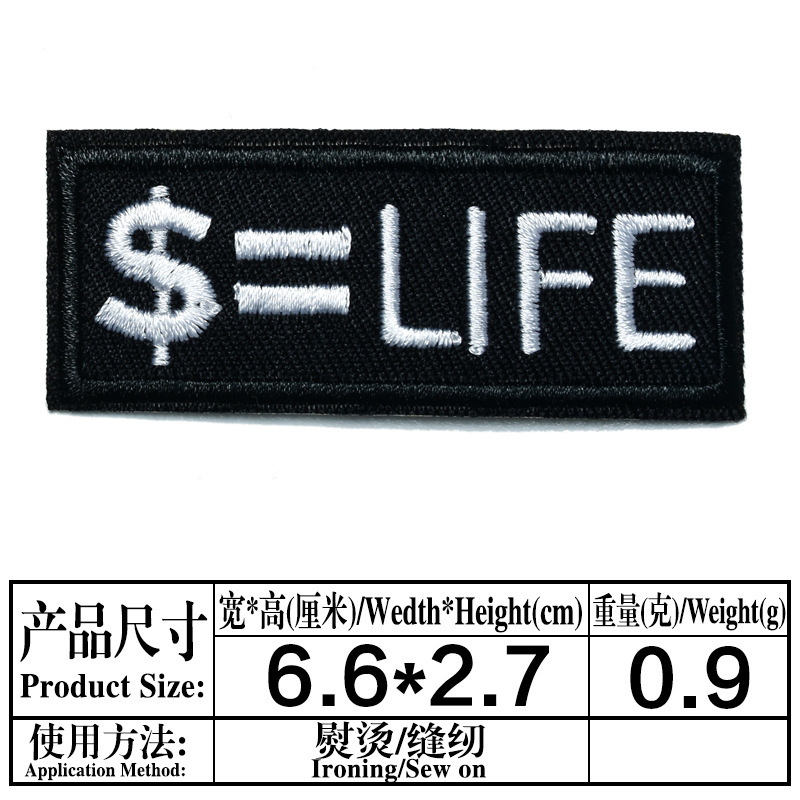 $=LIFE
产品尺寸
Product Size:
宽*高(厘米)/Wedth*Height(cm)
重量(克)/Weight(g)
6.6*2.7
0.9
使用方法:
Application Method:
熨烫/缝纫
Ironing/Sew on